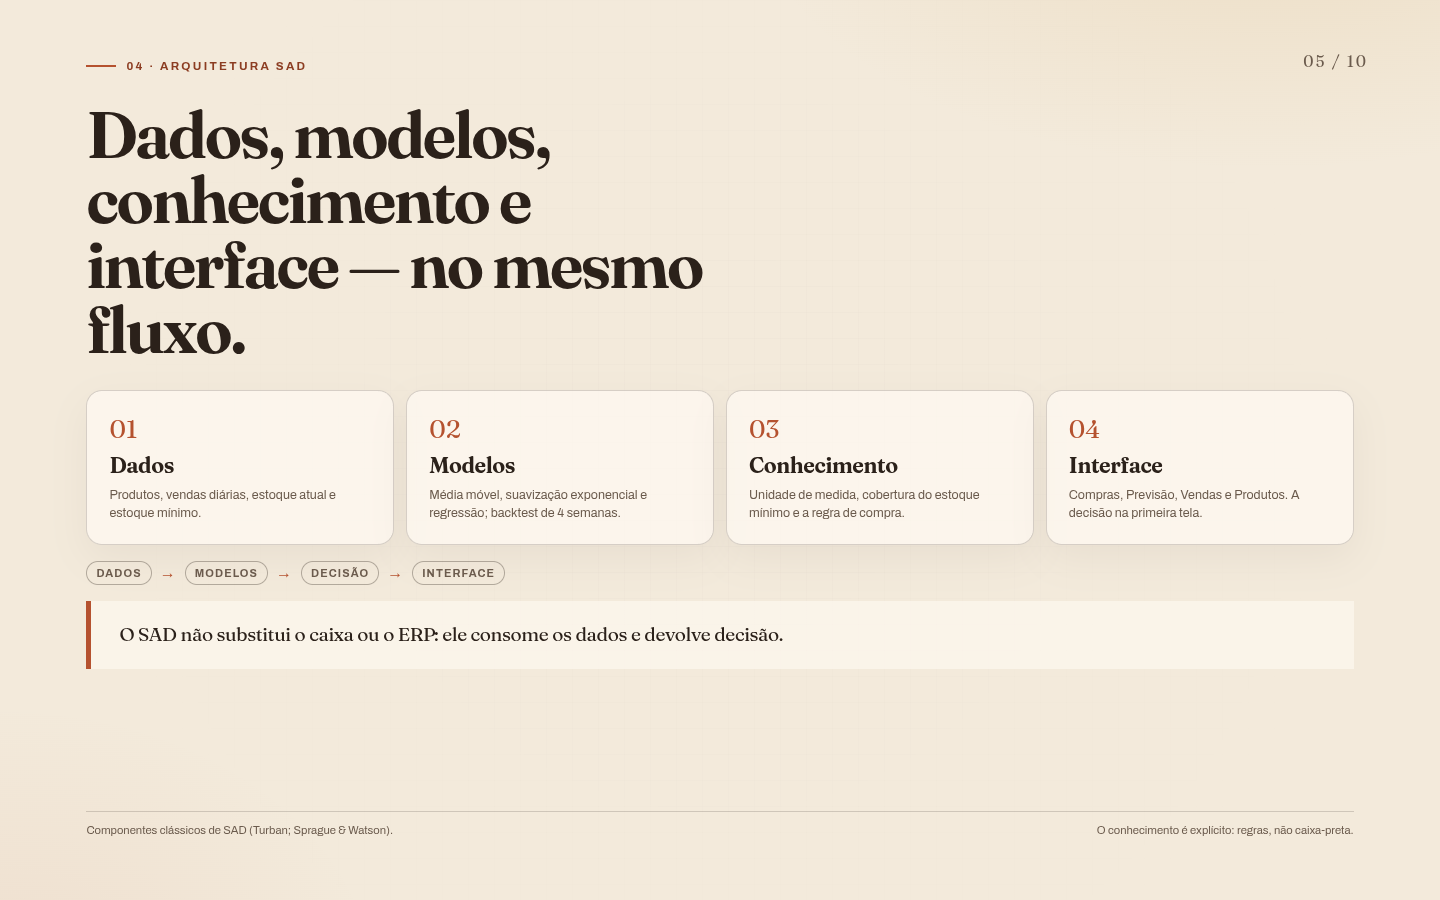 04 · ARQUITETURA SAD
05 / 10
Dados, modelos,
conhecimento e
interface — no mesmo
fluxo.
01
Dados
Produtos, vendas diárias, estoque atual e
estoque mínimo.
02
Modelos
Média móvel, suavização exponencial e
regressão; backtest de 4 semanas.
03
Conhecimento
Unidade de medida, cobertura do estoque
mínimo e a regra de compra.
04
Interface
Compras, Previsão, Vendas e Produtos. A
decisão na primeira tela.
DADOS → MODELOS → DECISÃO → INTERFACE
O SAD não substitui o caixa ou o ERP: ele consome os dados e devolve decisão.
Componentes clássicos de SAD (Turban; Sprague & Watson).
O conhecimento é explícito: regras, não caixa-preta.